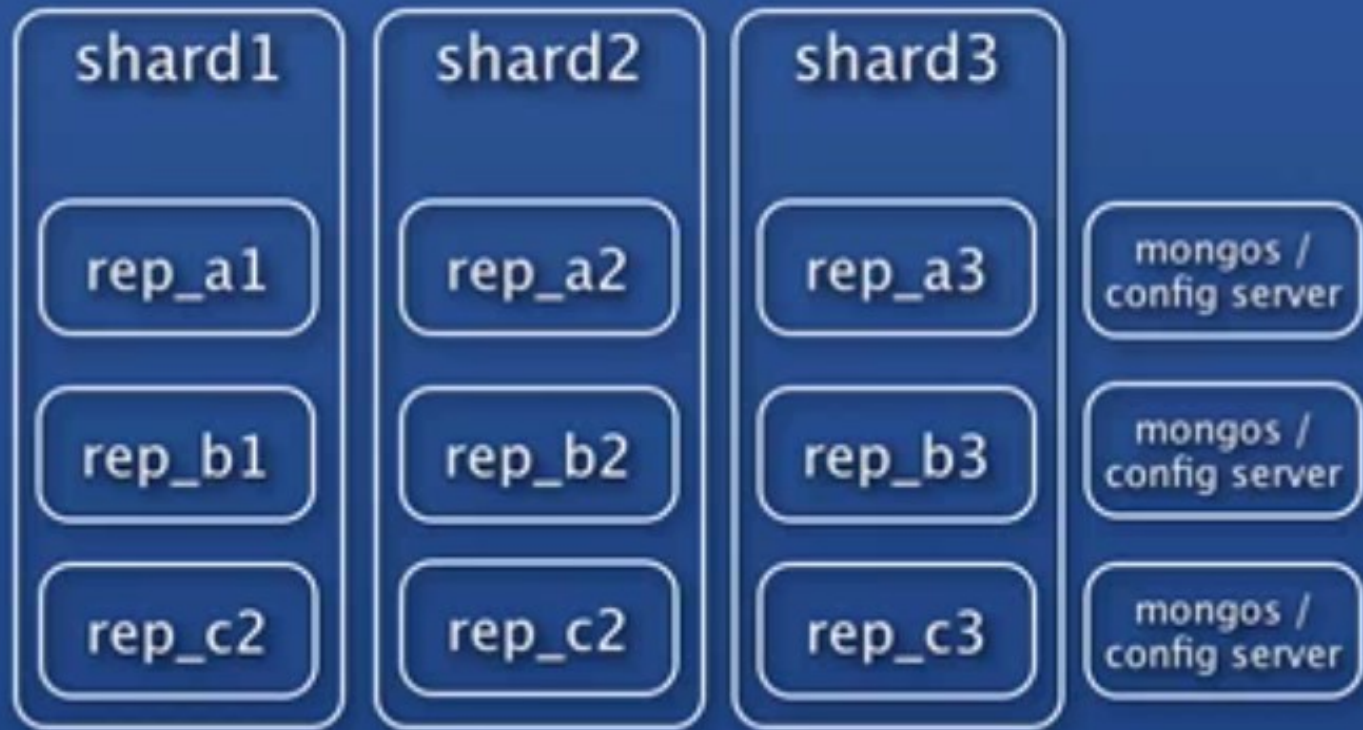 shard1
shard2
shard3
rep_a1
rep_a2
rep_a3
mongos /
config server
rep_b1
rep_b2
rep_b3
mongos /
config server
rep_c2
rep_c2
rep_c3
mongos /
config server